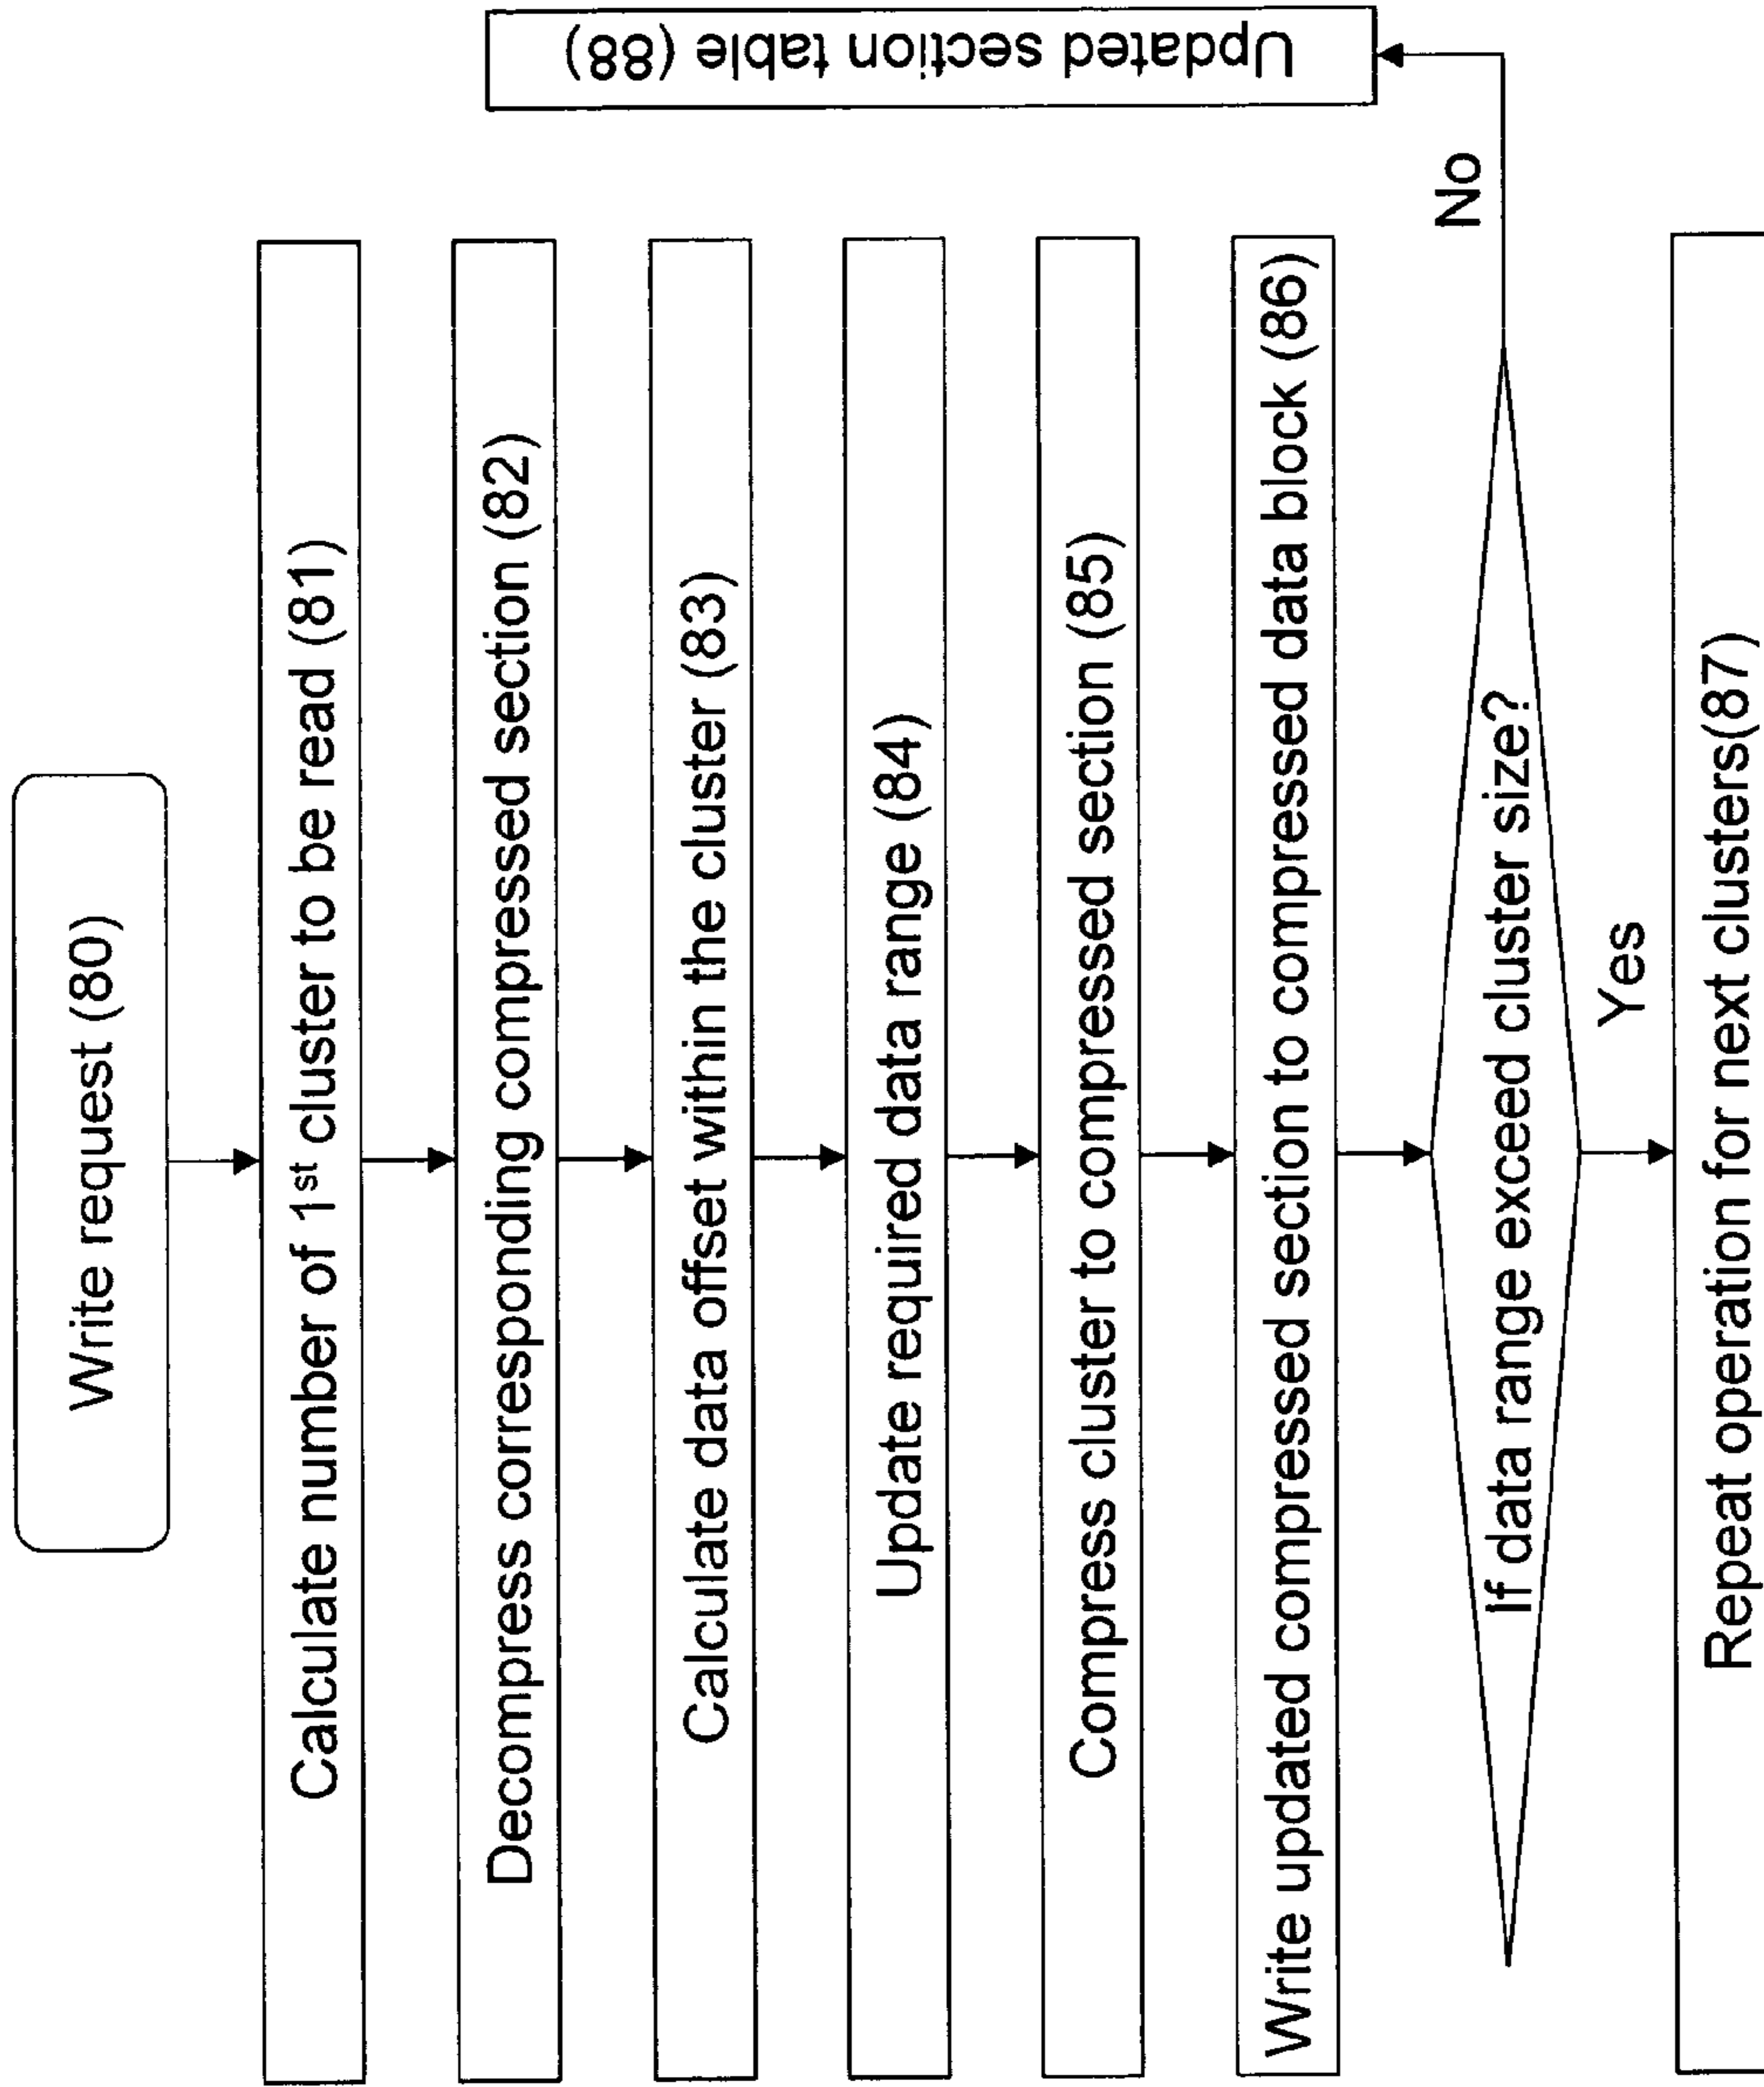 Write request (80)
Calculate number of 1st cluster to be read (81)
Decompress corresponding compressed section (82)
Calculate data offset within the cluster (83)
Update required data range (84)
Compress cluster to compressed section (85)
Write updated compressed section to compressed data block (86)
If data range exceed cluster size?
No
Updated section table (88)
Yes
Repeat operation for next clusters(87)